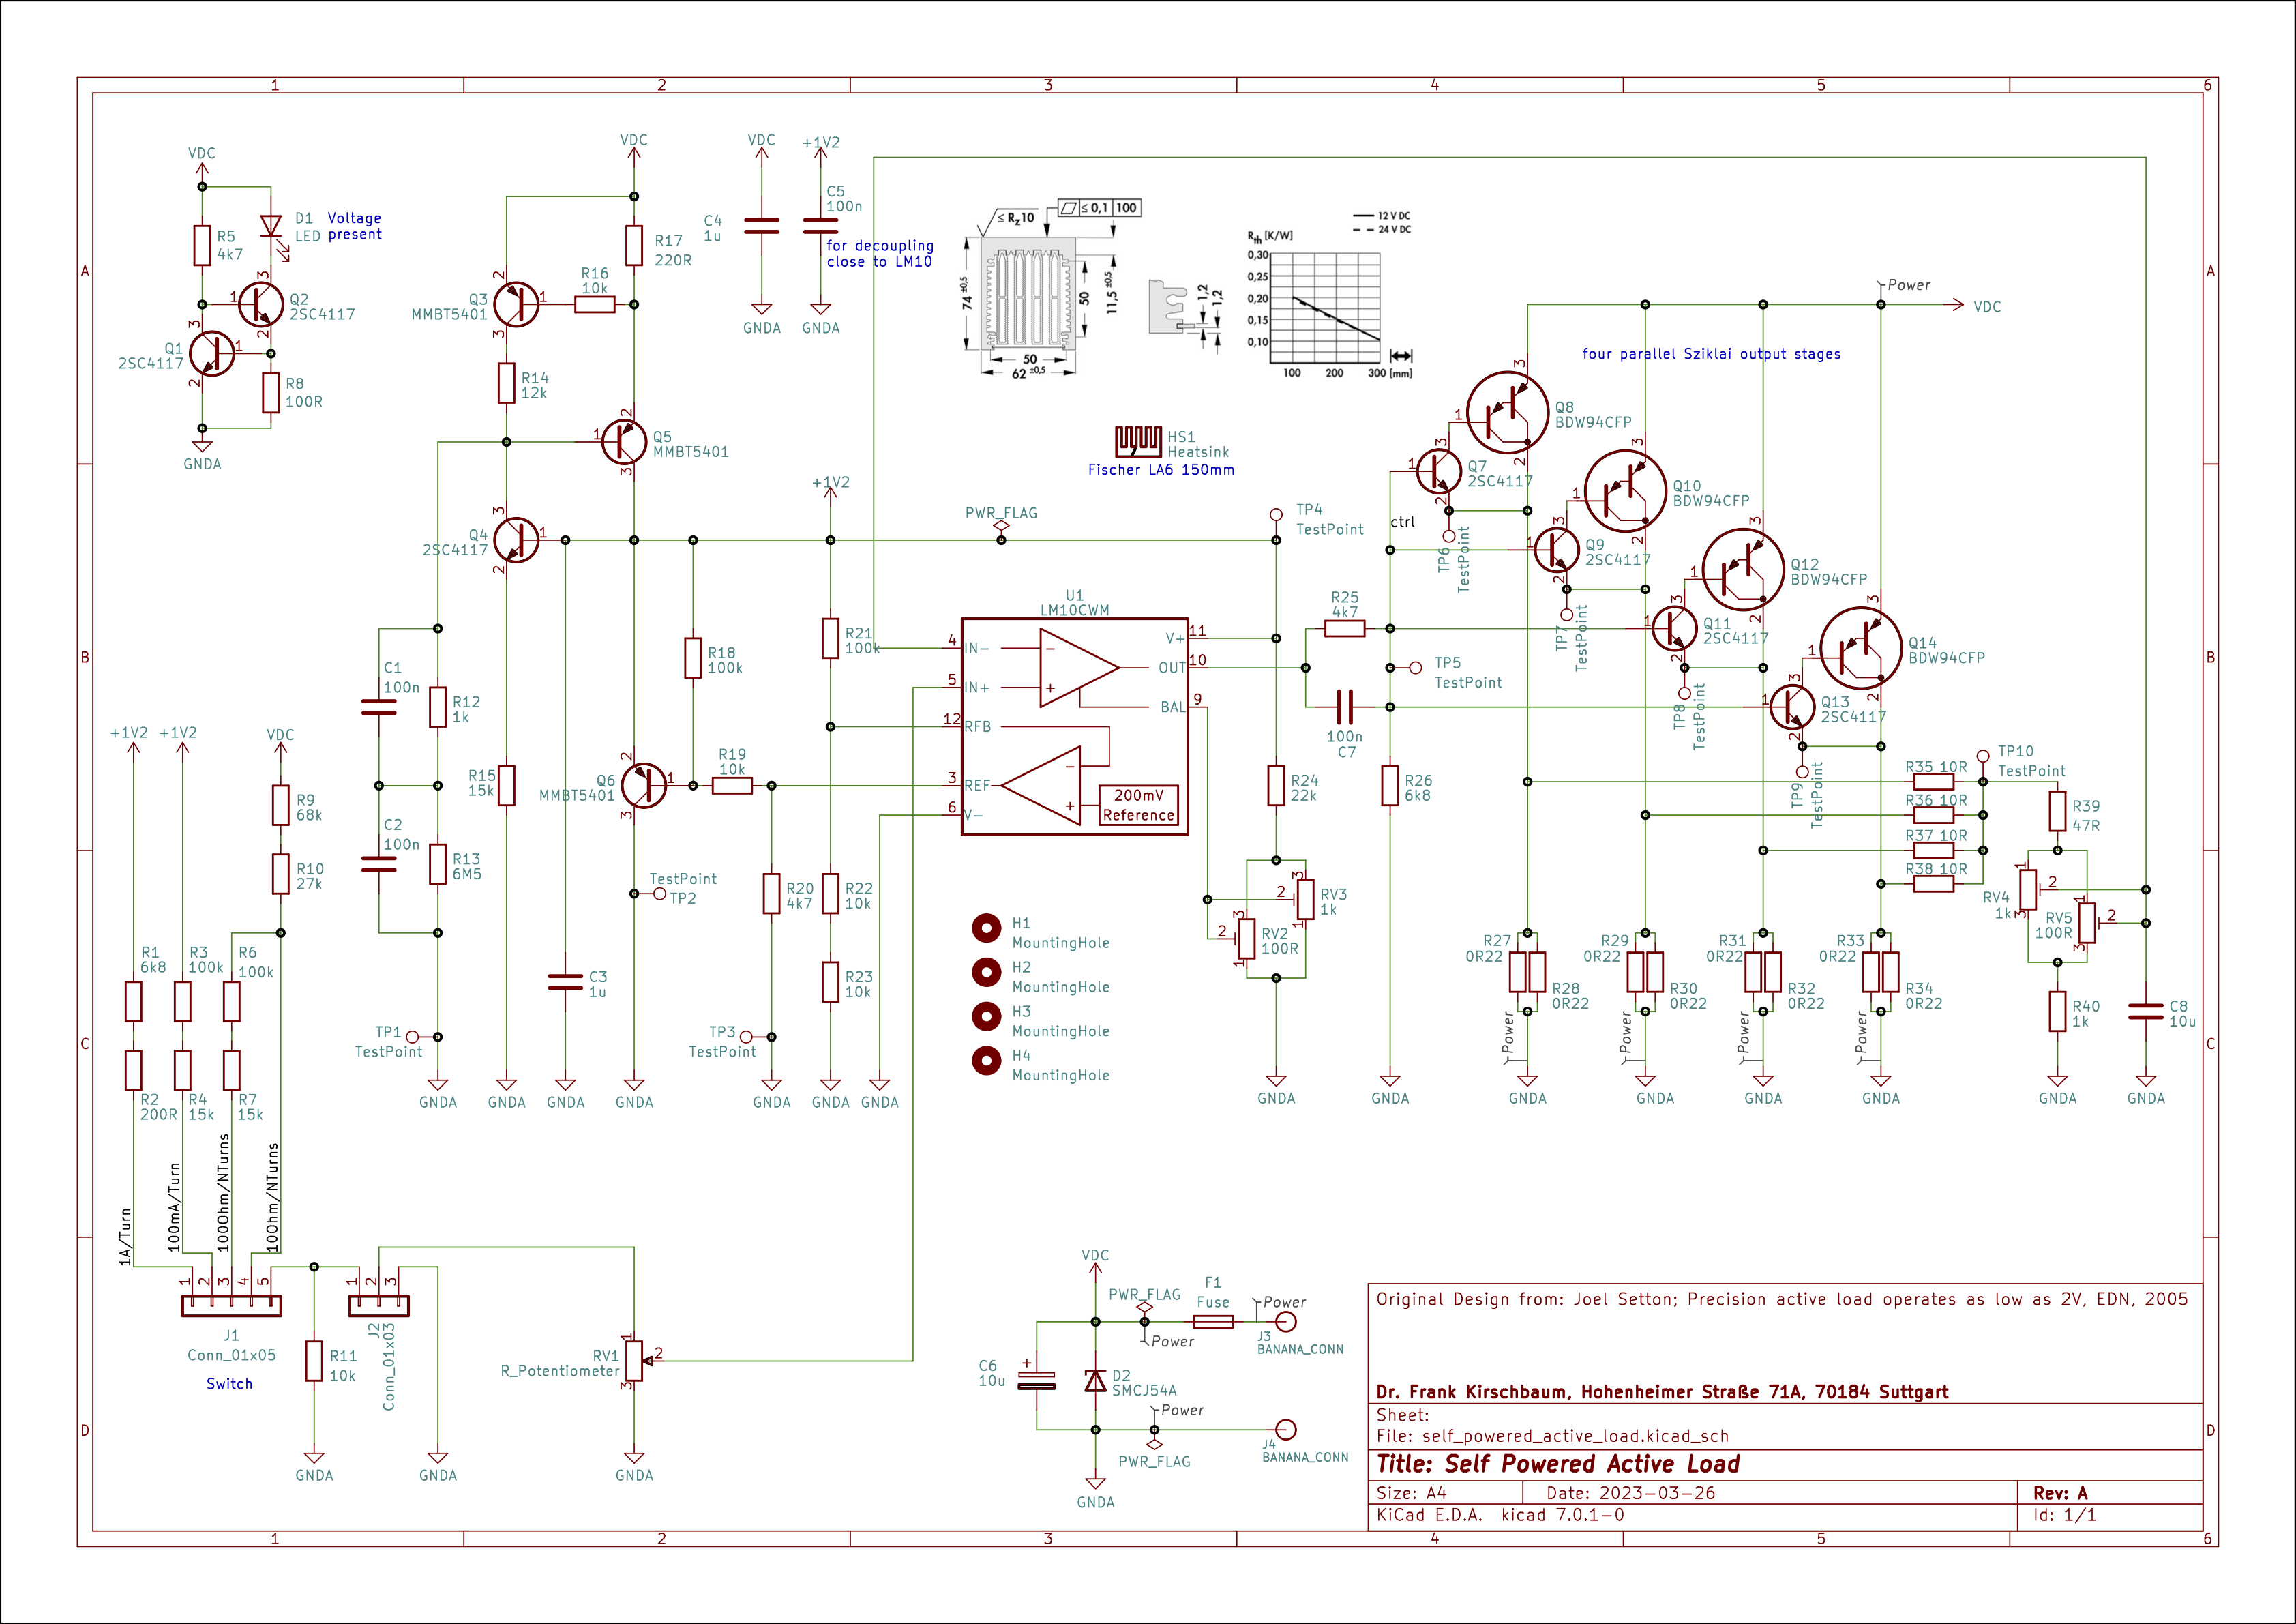 1 2 3 4 5 6
A
B
C
D
VDC
D1
LED
Voltage
present
R5
4k7
Q2
2SC4117
Q1
2SC4117
R8
100R
GNDA
1
2
3
VDC
R17
220R
R16
10k
Q3
MMBT5401
R14
12k
Q5
MMBT5401
Q4
2SC4117
VDC
C4
1u
GNDA
+1V2
C5
100n
for decoupling
close to LM10
GNDA
≤ Rz10
≤ 0,1 100
74 ±0,5
50
11,5 ±0,5
50
62 ±0,5
1,2
1,2
12 V DC
24 V DC
Rth [K/W]
0,30
0,25
0,20
0,15
0,10
100 200 300 [mm]
HS1
Heatsink
Fischer LA6 150mm
Power
VDC
four parallel Sziklai output stages
Q8
BDW94CFP
Q7
2SC4117
Q10
BDW94CFP
Q9
2SC4117
Q12
BDW94CFP
Q11
2SC4117
Q14
BDW94CFP
Q13
2SC4117
TP6
TestPoint
TP7
TestPoint
TP8
TestPoint
TP9
TestPoint
ctrl
+1V2
PWR_FLAG
TP4
TestPoint
U1
LM10CWM
4 IN-
5 IN+
12 RFB
3 REF
6 V-
V+ 11
OUT 10
BAL 9
200mV
Reference
R25
4k7
TP5
TestPoint
100n
C7
R21
100k
R18
100k
R19
10k
Q6
MMBT5401
C1
100n
R12
1k
C2
100n
R13
6M5
R15
15k
+1V2
+1V2
VDC
R9
68k
R10
27k
R1
6k8
R3
100k
R6
100k
R2
200R
R4
15k
R7
15k
TP1
TestPoint
C3
1u
TestPoint
TP2
TP3
TestPoint
R20
4k7
R22
10k
R23
10k
GNDA
GNDA
GNDA
GNDA
GNDA
GNDA
GNDA
H1
MountingHole
H2
MountingHole
H3
MountingHole
H4
MountingHole
R24
22k
RV3
1k
RV2
100R
GNDA
R26
6k8
GNDA
R35 10R
R36 10R
R37 10R
R38 10R
TP10
TestPoint
R39
47R
RV4
1k
RV5
100R
R40
1k
C8
10u
R27
0R22
R28
0R22
R29
0R22
R30
0R22
R31
0R22
R32
0R22
R33
0R22
R34
0R22
Power
Power
Power
Power
GNDA
GNDA
GNDA
GNDA
GNDA
GNDA
1A/Turn
100mA/Turn
100Ohm/NTurns
10Ohm/NTurns
1 2 3 4 5
J1
Conn_01x05
Switch
1 2 3
J2
Conn_01x03
R11
10k
GNDA
GNDA
RV1
R_Potentiometer
1
2
3
GNDA
VDC
PWR_FLAG
Power
F1
Fuse
Power
J3
BANANA_CONN
C6
10u
D2
SMCJ54A
Power
PWR_FLAG
J4
BANANA_CONN
GNDA
Original Design from: Joel Setton; Precision active load operates as low as 2V, EDN, 2005
Dr. Frank Kirschbaum, Hohenheimer Straße 71A, 70184 Suttgart
Sheet:
File: self_powered_active_load.kicad_sch
Title: Self Powered Active Load
Size: A4 Date: 2023-03-26 Rev: A
KiCad E.D.A. kicad 7.0.1-0 Id: 1/1
1 2 3 4 5 6